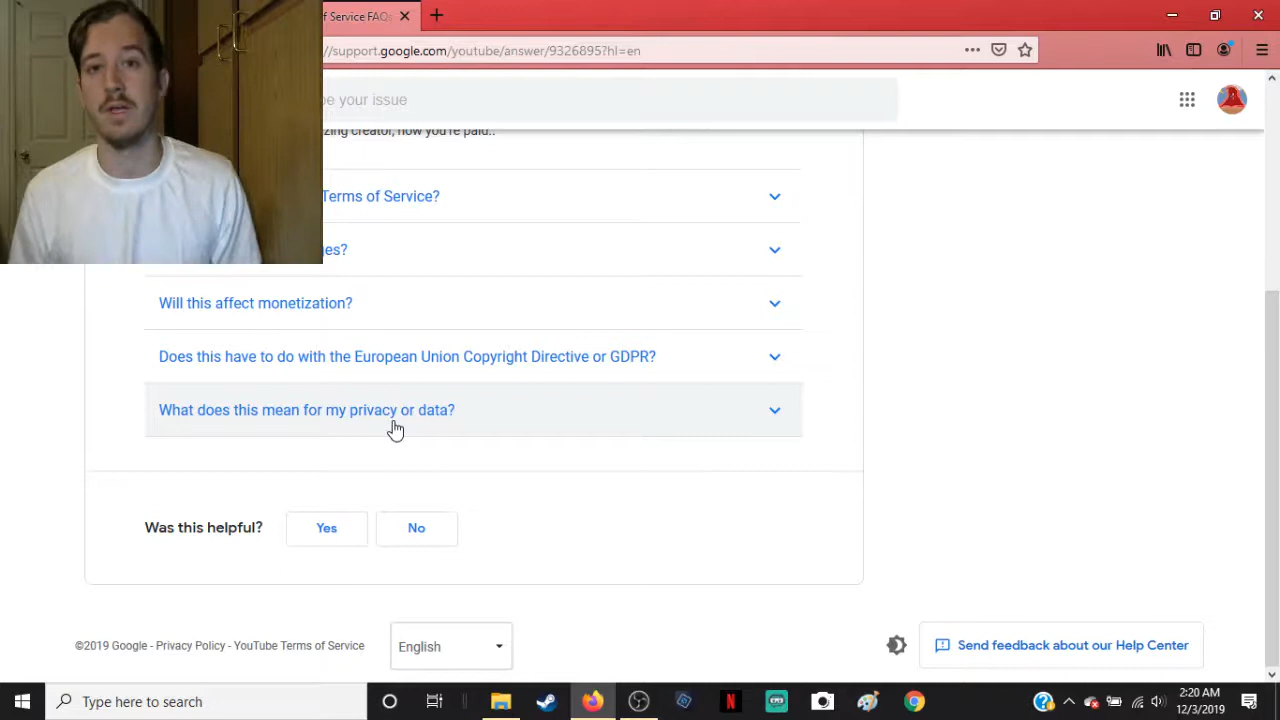 f Service FAQ
//support.google.com/youtube/answer/9326895?hl=en
be your issue
zing creator, how you're paid..
Terms of Service?
ges?
Will this affect monetization?
Does this have to do with the European Union Copyright Directive or GDPR?
What does this mean for my privacy or data?
Was this helpful?
Yes
No
©2019 Google - Privacy Policy - YouTube Terms of Service
English
Send feedback about our Help Center
Type here to search
2:20 AM
12/3/2019